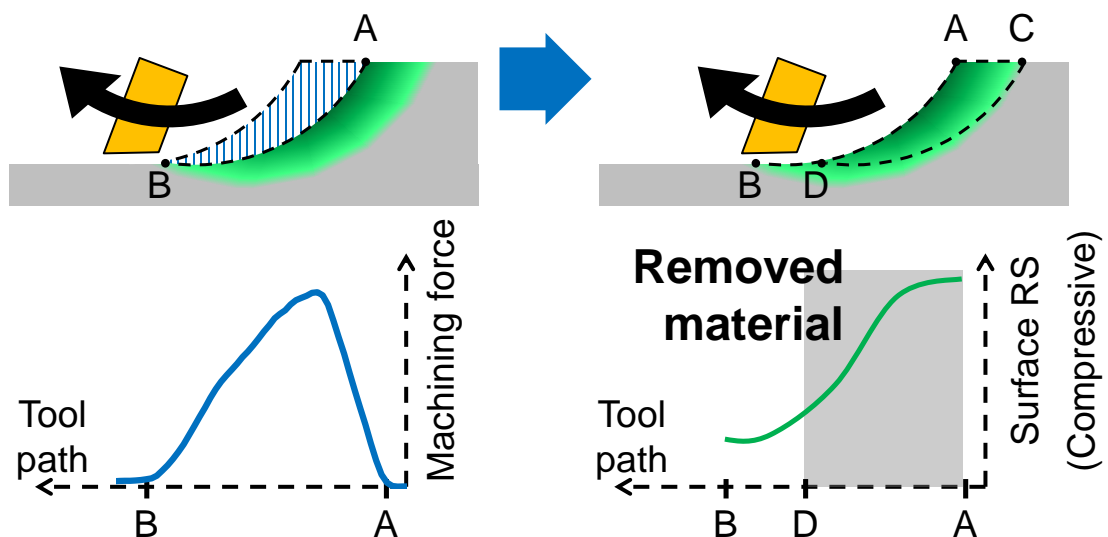 A
B
A
C
B
D
Machining force
Tool
path
B
A
Removed
material
Surface RS
(Compressive)
Tool
path
B
D
A